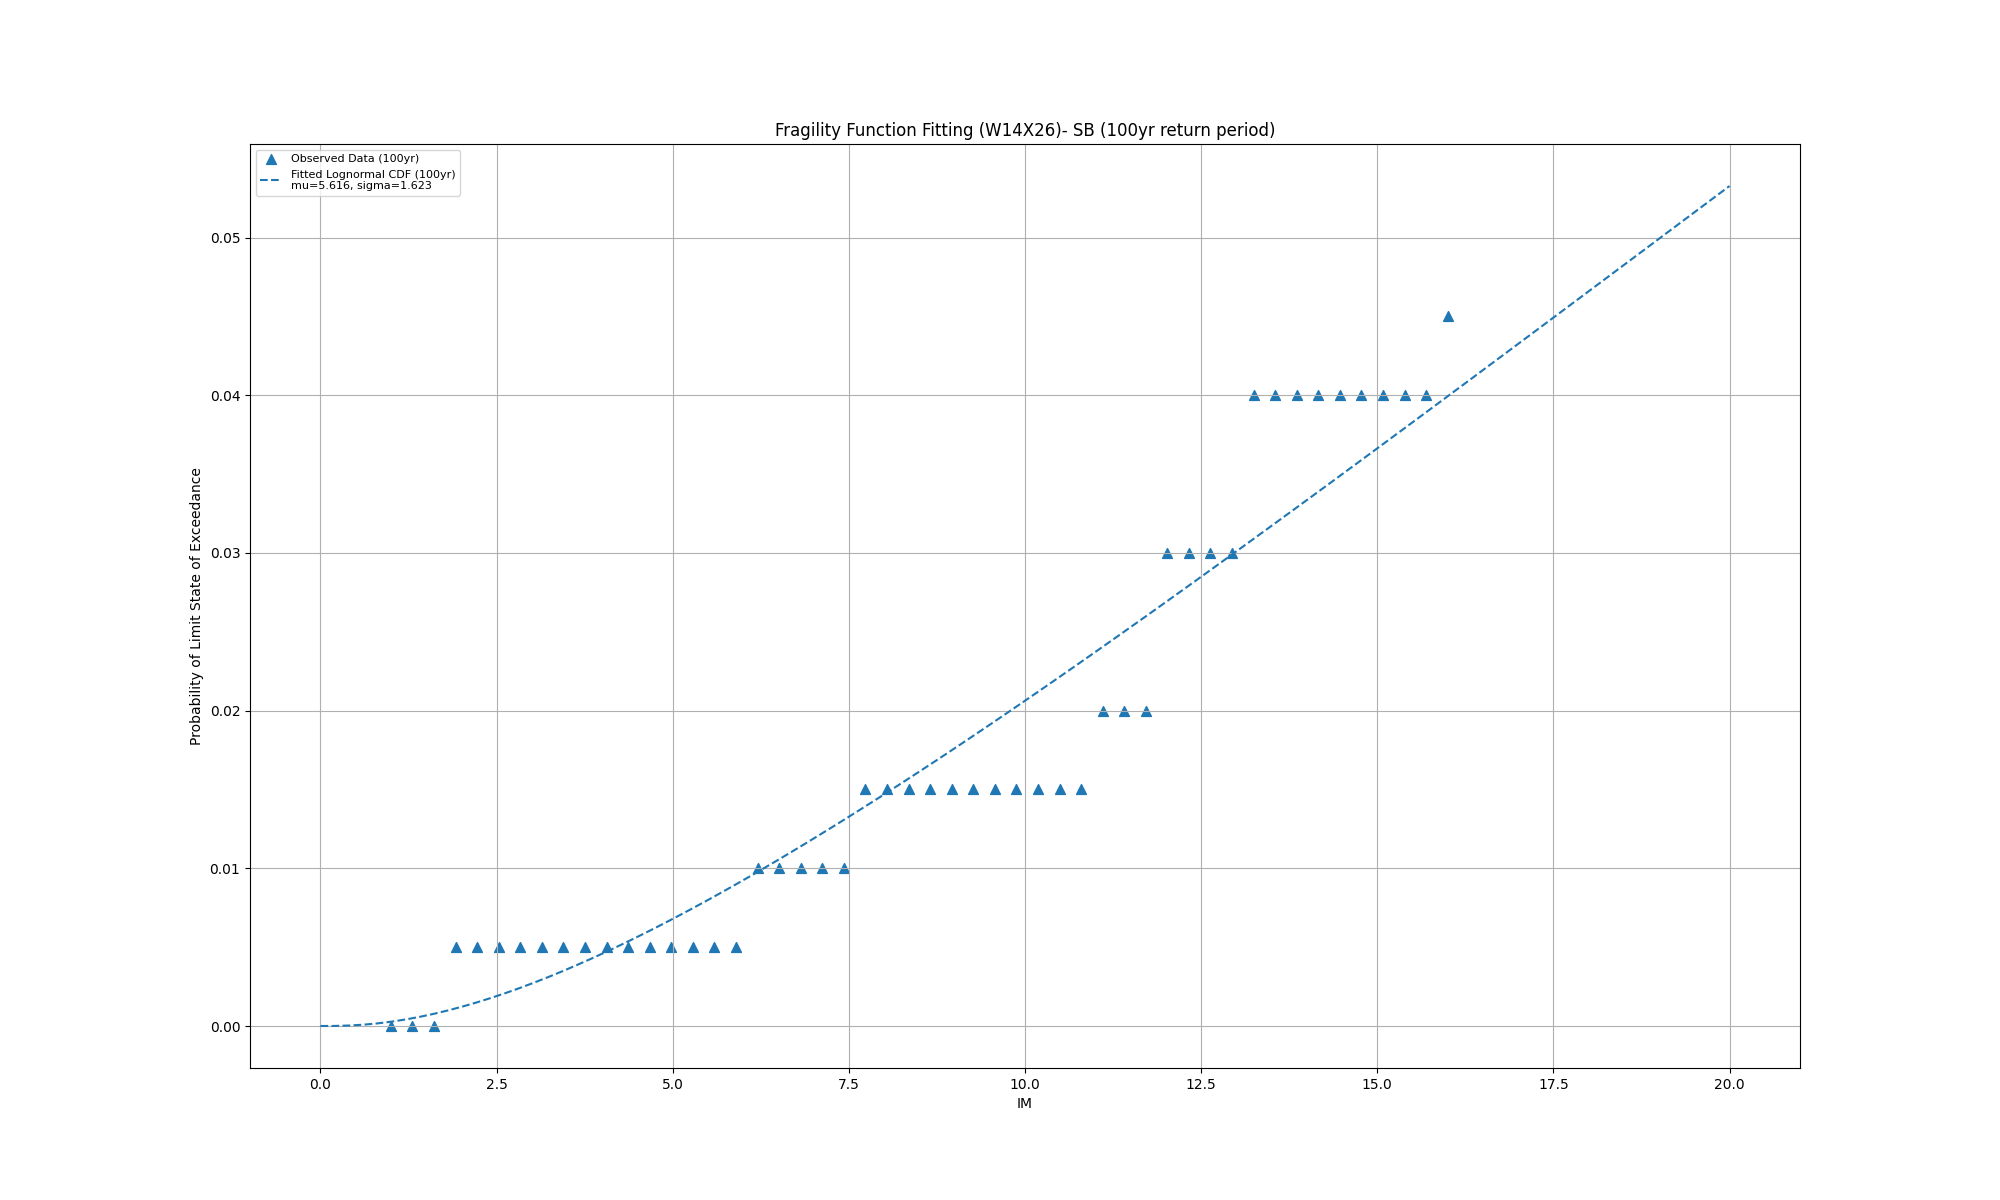 Fragility Function Fitting (W14X26)- SB (100yr return period)
Observed Data (100yr)
Fitted Lognormal CDF (100yr)
mu=5.616, sigma=1.623
Probability of Limit State of Exceedance
0.05
0.04
0.03
0.02
0.01
0.00
0.0 2.5 5.0 7.5 10.0 12.5 15.0 17.5 20.0
IM